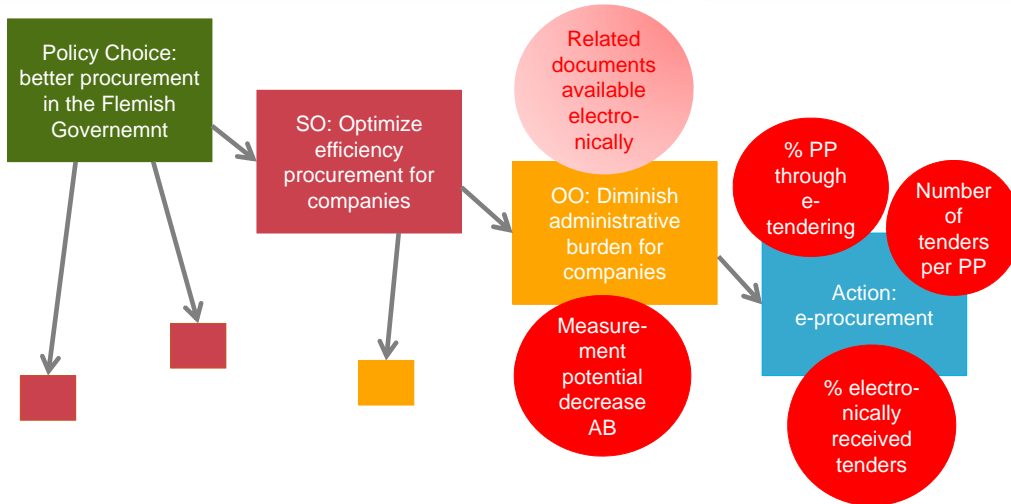 Policy Choice:
better procurement
in the Flemish
Governemnt
SO: Optimize
efficiency
procurement for
companies
Related
documents
available
electro-
nically
OO: Diminish
administrative
burden for
companies
Measure-
ment
potential
decrease
AB
% PP
through
e-
tendering
Number
of
tenders
per PP
Action:
e-procurement
% electro-
nically
received
tenders